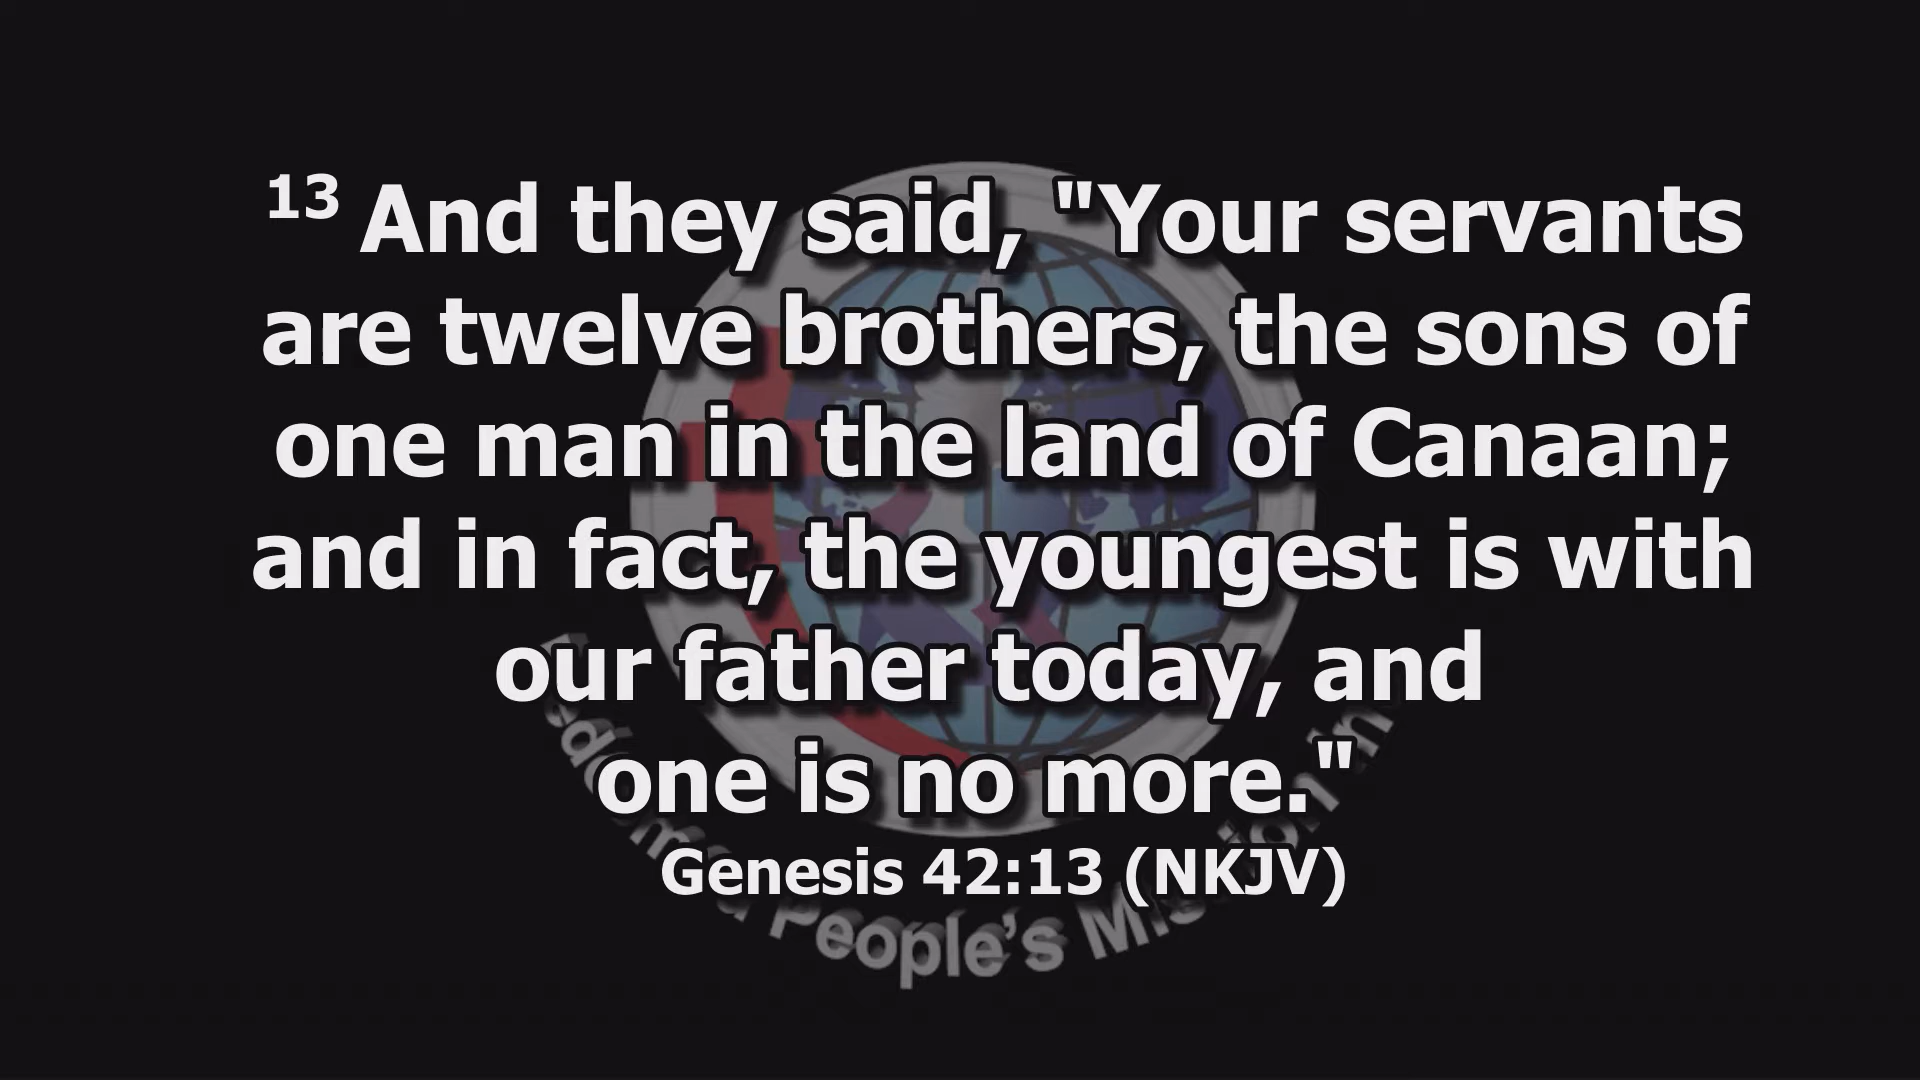 13 And they said, "Your servants
are twelve brothers, the sons of
one man in the land of Canaan;
and in fact, the youngest is with
our father today, and
one is no more."
Genesis 42:13 (NKJV)
People's Mission